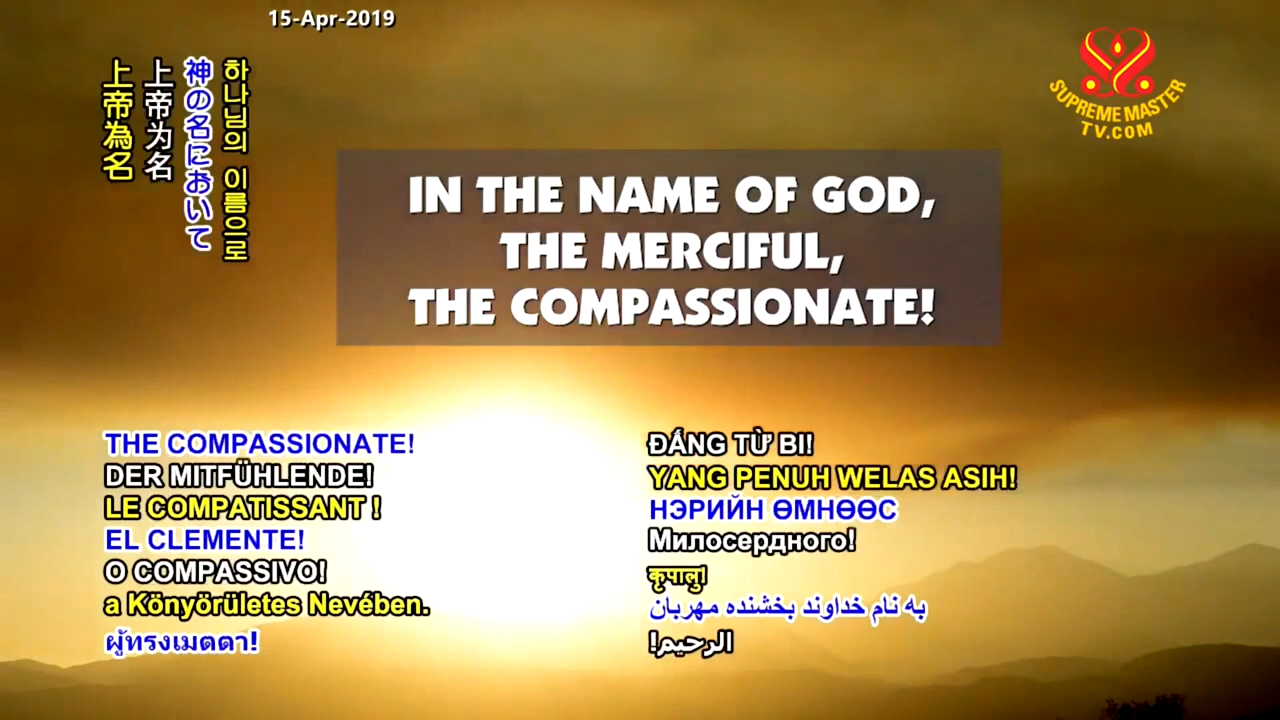 15-Apr-2019
하나님의 이름으로
神の名において
上帝为名
上帝為名
SUPREME MASTER
TV.COM
IN THE NAME OF GOD,
THE MERCIFUL,
THE COMPASSIONATE!
THE COMPASSIONATE!
DER MITFÜHLENDE!
LE COMPATISSANT !
EL CLEMENTE!
O COMPASSIVO!
a Könyörületes Nevében.
ผู้ทรงเมตตา!
ĐẤNG TỪ BI!
YANG PENUH WELAS ASIH!
НЭРИЙН ӨМНӨӨС
Милосердного!
कृपालु!
به نام خداوند بخشنده مهربان
الرحيم!